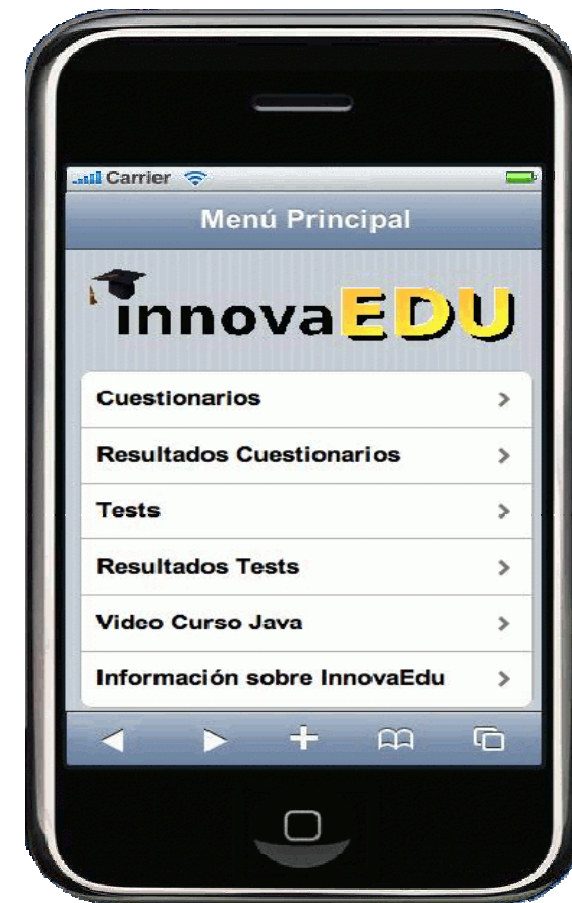 Carrier
Menú Principal
innovaEDU
Cuestionarios
Resultados Cuestionarios
Tests
Resultados Tests
Video Curso Java
Información sobre InnovaEdu